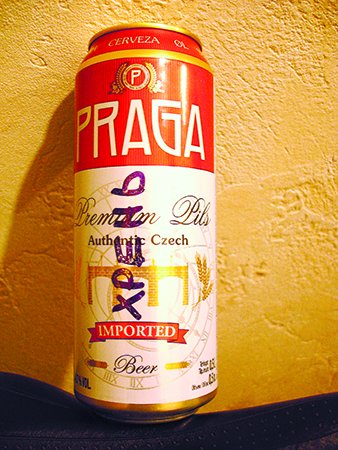 CERVEZA
P
PRAGA
Premium Pils
Authentic Czech
ХРЕНЬ
IMPORTED
Beer